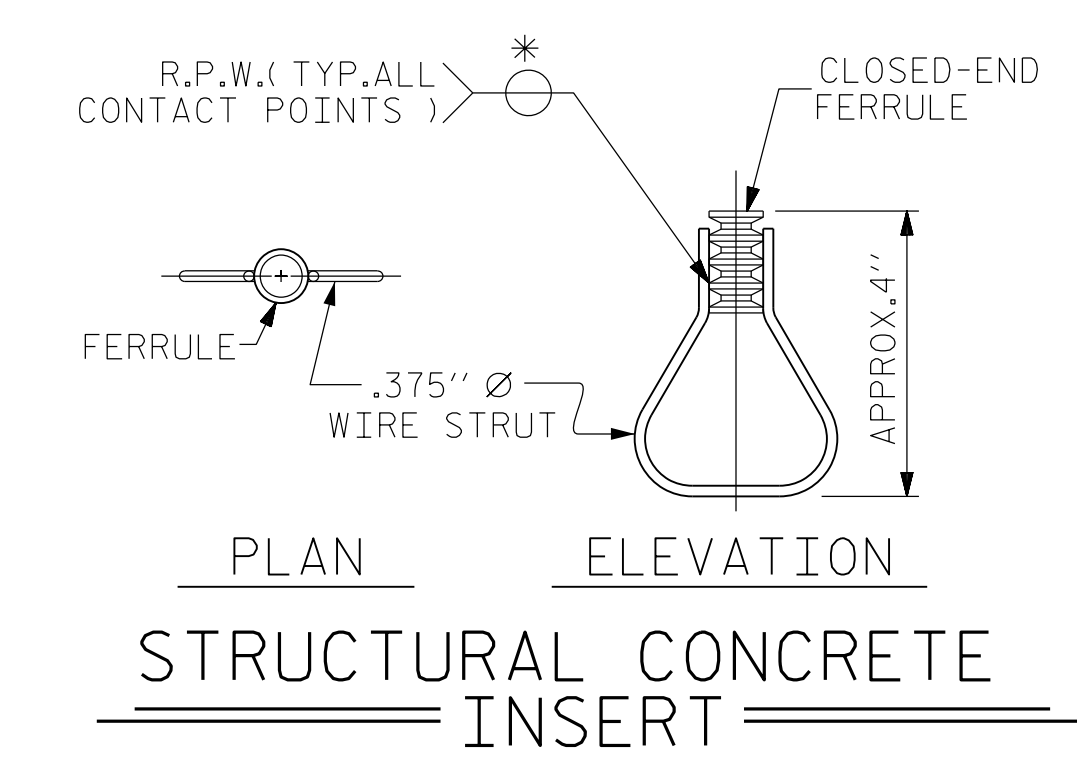 R.P.W.( TYP.ALL
CONTACT POINTS )
*
CLOSED-END
FERRULE
FERRULE
.375" Ø
WIRE STRUT
APPROX.4"
PLAN
ELEVATION
STRUCTURAL CONCRETE
INSERT